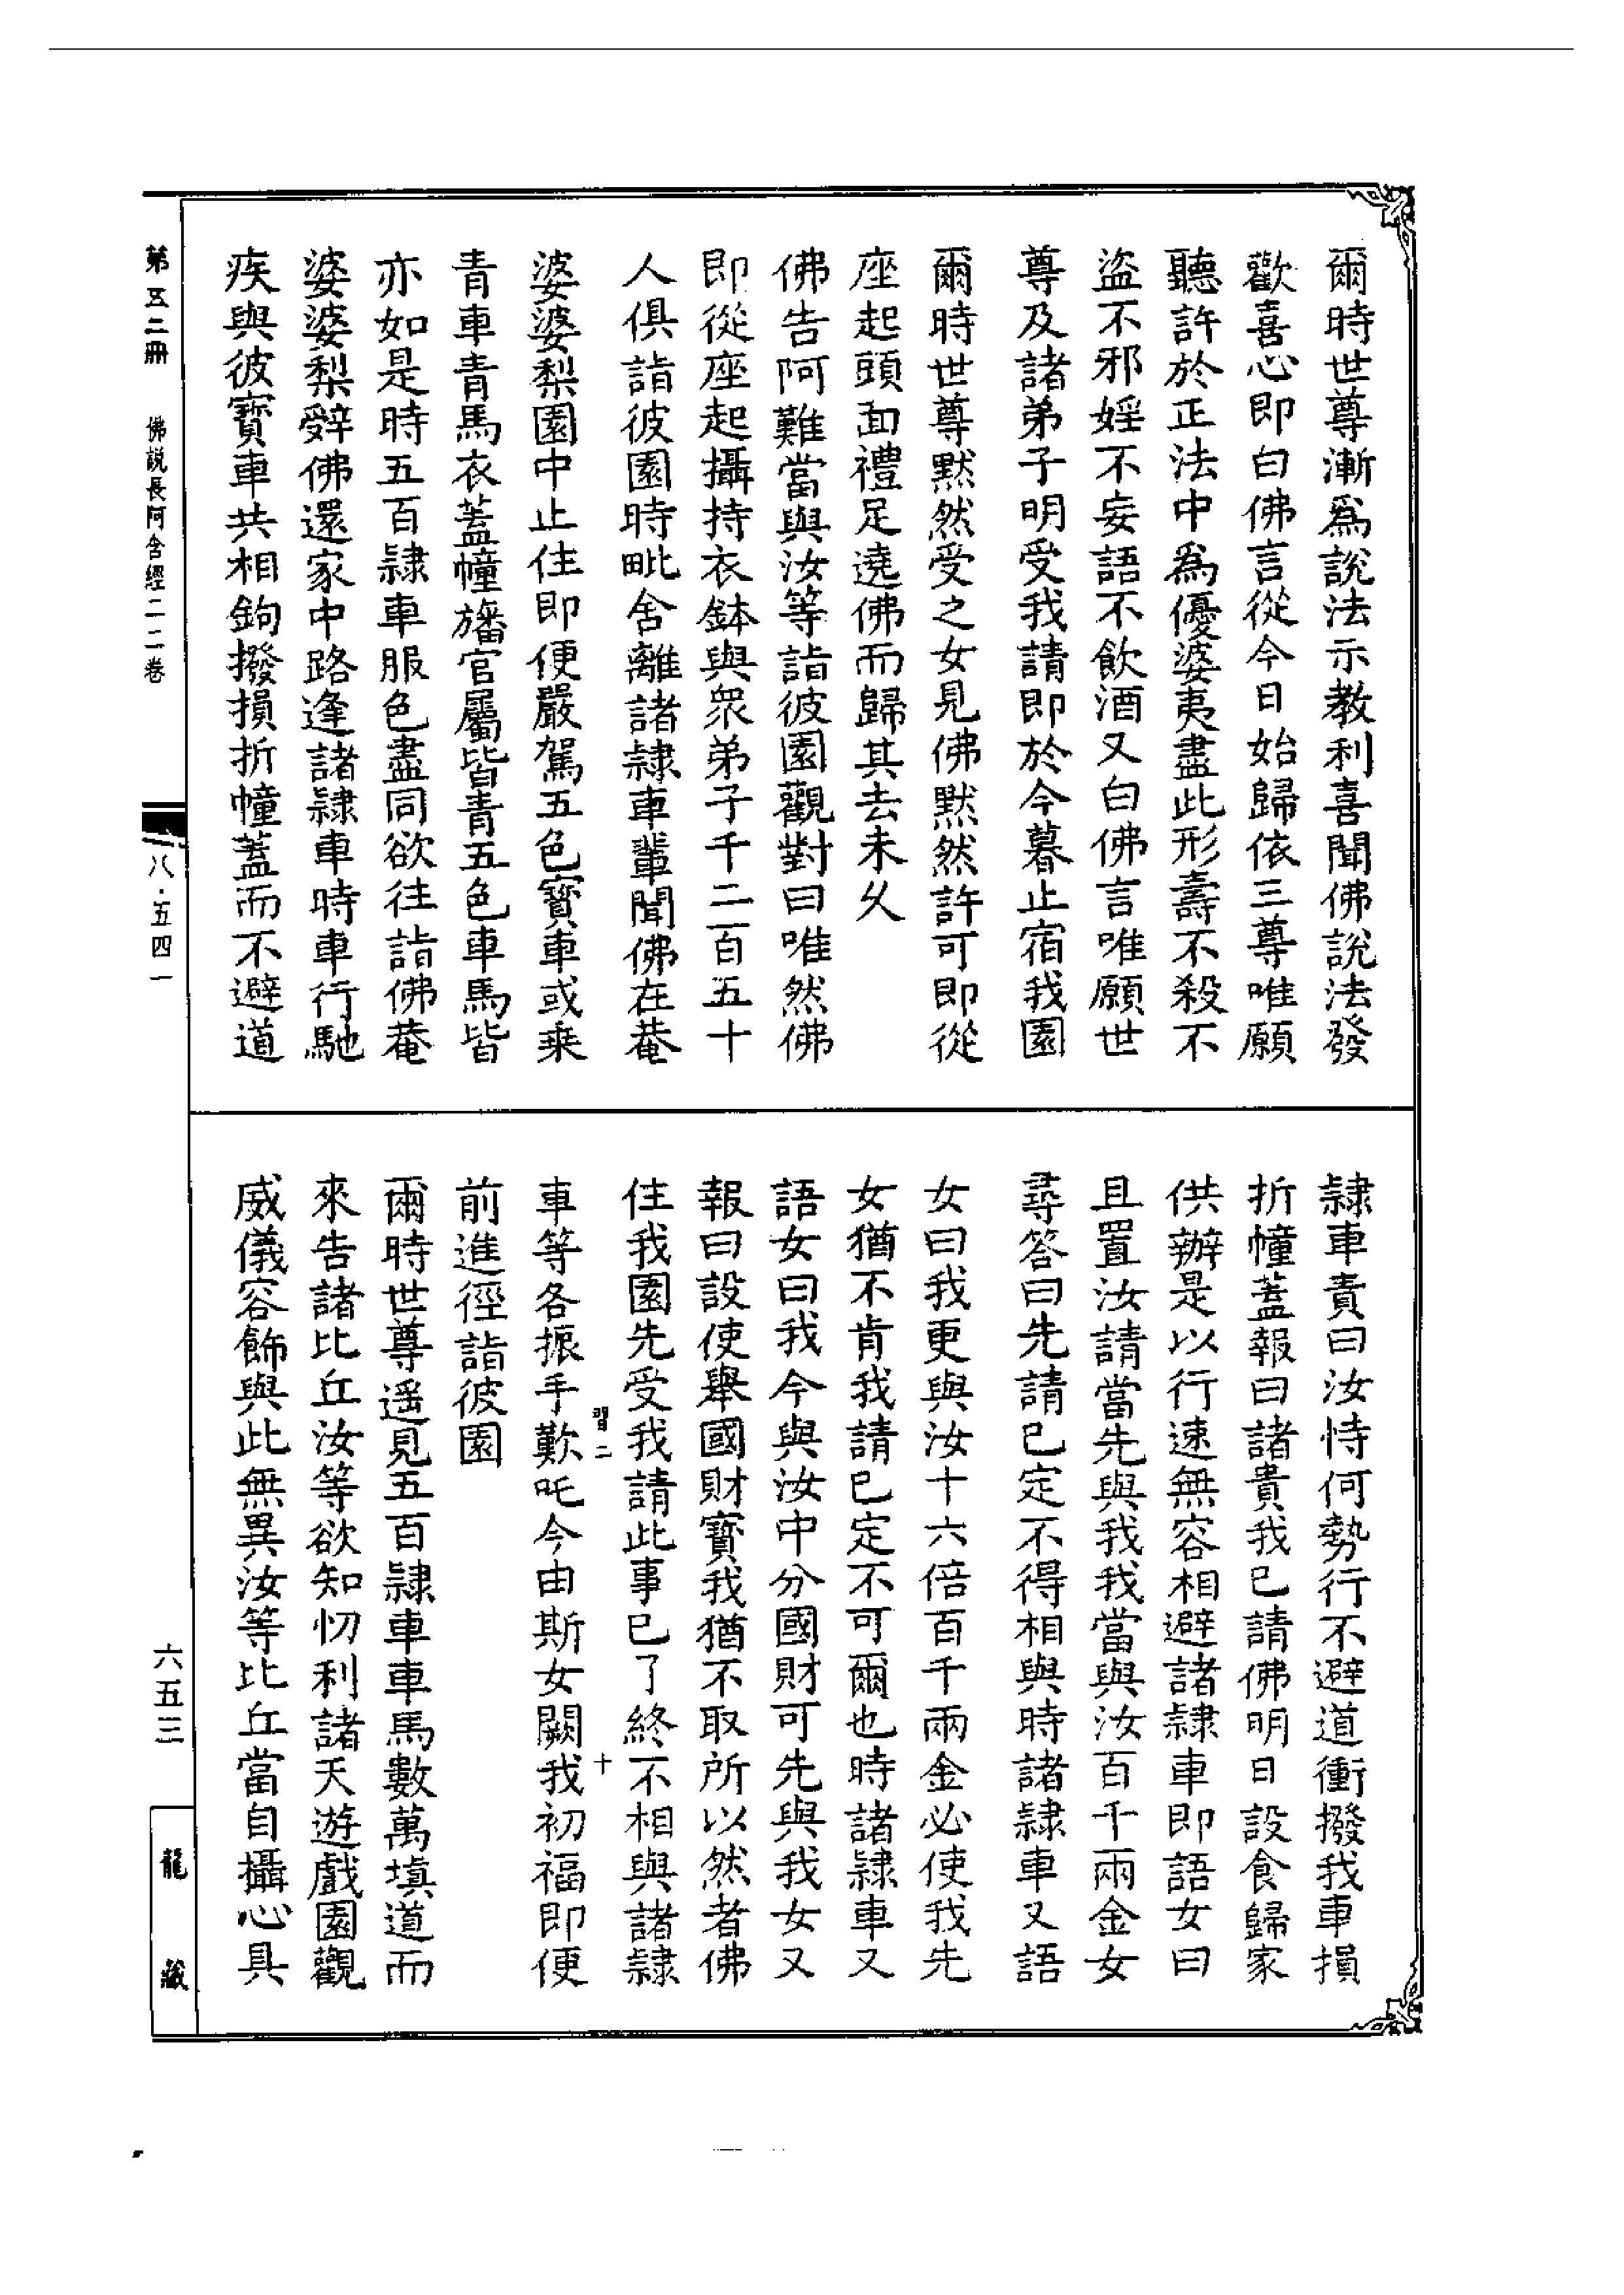 爾時世尊漸爲說法示教利喜聞佛說法發
歡喜心即白佛言從今日始歸依三尊唯願
聽許於正法中爲優婆夷盡此形壽不殺不
盜不邪婬不妄語不飲酒又白佛言唯願世
尊及諸弟子明受我請即於今暮止宿我園
爾時世尊默然受之女見佛默然許可即從
座起頭面禮足遶佛而歸其去未久
佛告阿難當與汝等詣彼園觀對曰唯然佛
即從座起攝持衣鉢與衆弟子千二百五十
人俱詣彼園時毗舍離諸隷車輩聞佛在菴
婆婆梨園中止住即便嚴駕五色寶車或乘
青車青馬衣蓋幢旛官屬皆青五色車馬皆
亦如是時五百隷車服色盡同欲往詣佛菴
婆婆梨辭佛還家中路逢諸隷車時車行馳
疾與彼寶車共相鉤撥損折幢蓋而不避道
隷車責曰汝恃何勢行不避道衝撥我車損
折幢蓋報曰諸貴我已請佛明日設食歸家
供辦是以行速無容相避諸隷車即語女曰
且置汝請當先與我我當與汝百千兩金女
尋答曰先請已定不得相與時諸隷車又語
女曰我更與汝十六倍百千兩金必使我先
女猶不肯我請已定不可爾也時諸隷車又
語女曰我今與汝中分國財可先與我女又
報曰設使舉國財寶我猶不取所以然者佛
住我園先受我請此事已了終不相與諸隷
習二 十
車等各振手歎吒今由斯女闕我初福即便
前進徑詣彼園
爾時世尊遥見五百隷車車馬數萬填道而
來告諸比丘汝等欲知忉利諸天遊戲園觀
威儀容飾與此無異汝等比丘當自攝心具
第五二冊 佛說長阿含經二二卷
八·五四一
六五三
龍藏